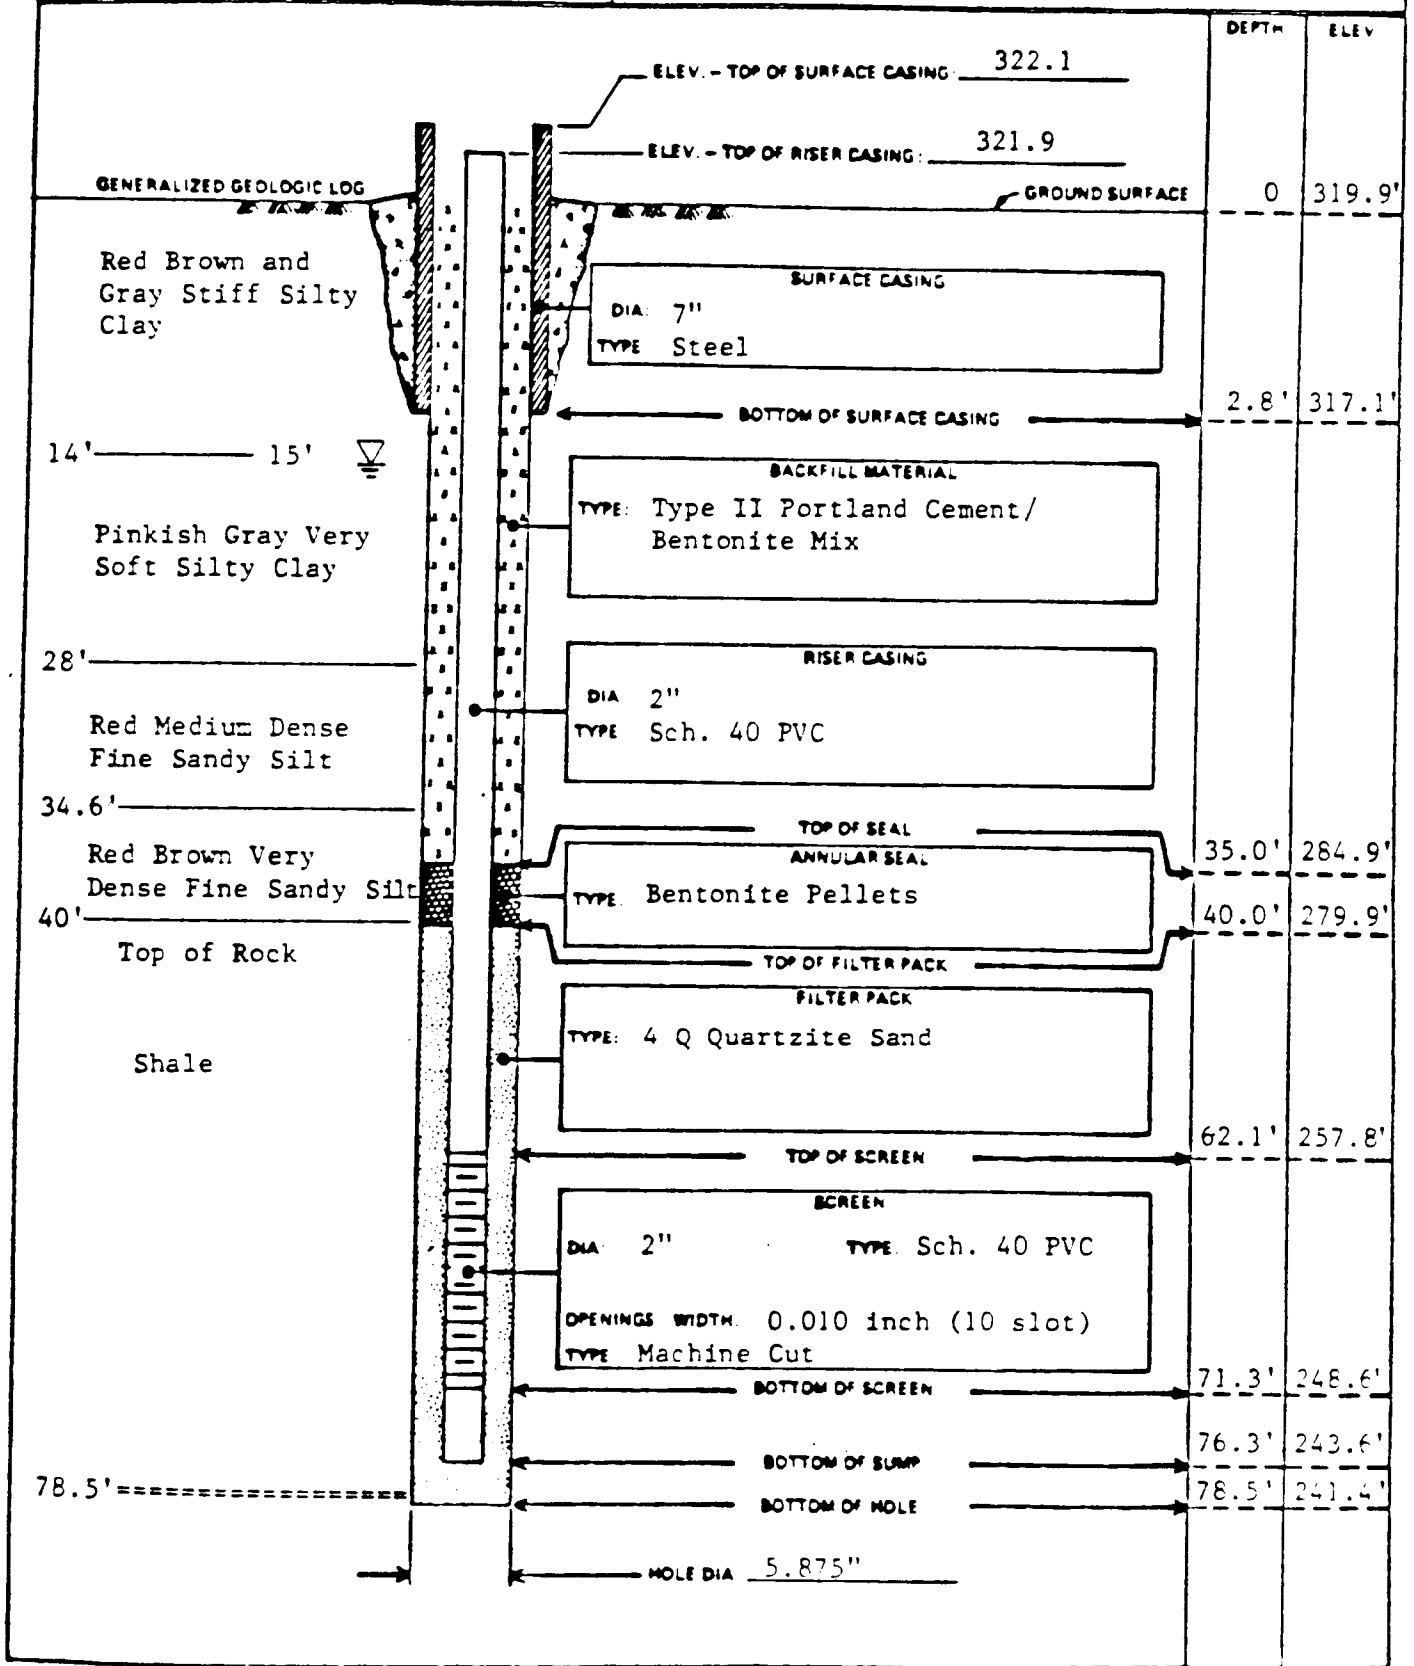 DEPTH ELEV
ELEV. - TOP OF SURFACE CASING: 322.1
ELEV. - TOP OF RISER CASING: 321.9
GENERALIZED GEOLOGIC LOG
GROUND SURFACE 0 319.9'
Red Brown and
Gray Stiff Silty
Clay
SURFACE CASING
DIA: 7"
TYPE Steel
BOTTOM OF SURFACE CASING 2.8' 317.1'
14' 15'
BACKFILL MATERIAL
TYPE: Type II Portland Cement/
Bentonite Mix
Pinkish Gray Very
Soft Silty Clay
28'
RISER CASING
DIA 2"
TYPE Sch. 40 PVC
Red Medium Dense
Fine Sandy Silt
34.6'
TOP OF SEAL 35.0' 284.9'
Red Brown Very
Dense Fine Sandy Silt
ANNULAR SEAL
TYPE. Bentonite Pellets
40'
TOP OF FILTER PACK 40.0' 279.9'
Top of Rock
FILTER PACK
TYPE: 4 Q Quartzite Sand
Shale
TOP OF SCREEN 62.1' 257.8'
SCREEN
DIA 2" TYPE. Sch. 40 PVC
OPENINGS WIDTH. 0.010 inch (10 slot)
TYPE Machine Cut
BOTTOM OF SCREEN 71.3' 248.6'
BOTTOM OF SUMP 76.3' 243.6'
78.5'
BOTTOM OF HOLE 78.5' 241.4'
HOLE DIA 5.875"